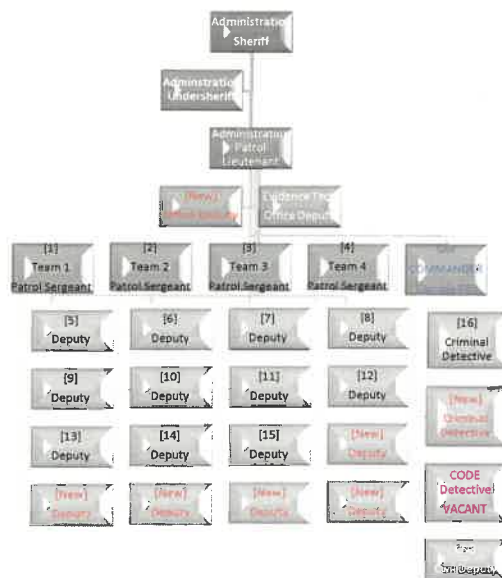 Administration
Sheriff
Adminstration
Undersheriff
Administration
Patrol
Lieutenant
[New]
Office Deputy
Evidence Tech
Office Deputy
[1]
Team 1
Patrol Sergeant
[2]
Team 2
Patrol Sergeant
[3]
Team 3
Patrol Sergeant
[4]
Team 4
Patrol Sergeant
COMMANDER
[5]
Deputy
[6]
Deputy
[7]
Deputy
[8]
Deputy
[16]
Criminal
Detective
[9]
Deputy
[10]
Deputy
[11]
Deputy
[12]
Deputy
[New]
Criminal
Detective
[13]
Deputy
[14]
Deputy
[15]
Deputy
[New]
Deputy
CODE
Detective
VACANT
[New]
Deputy
[New]
Deputy
[New]
Deputy
[New]
Deputy
Deputy